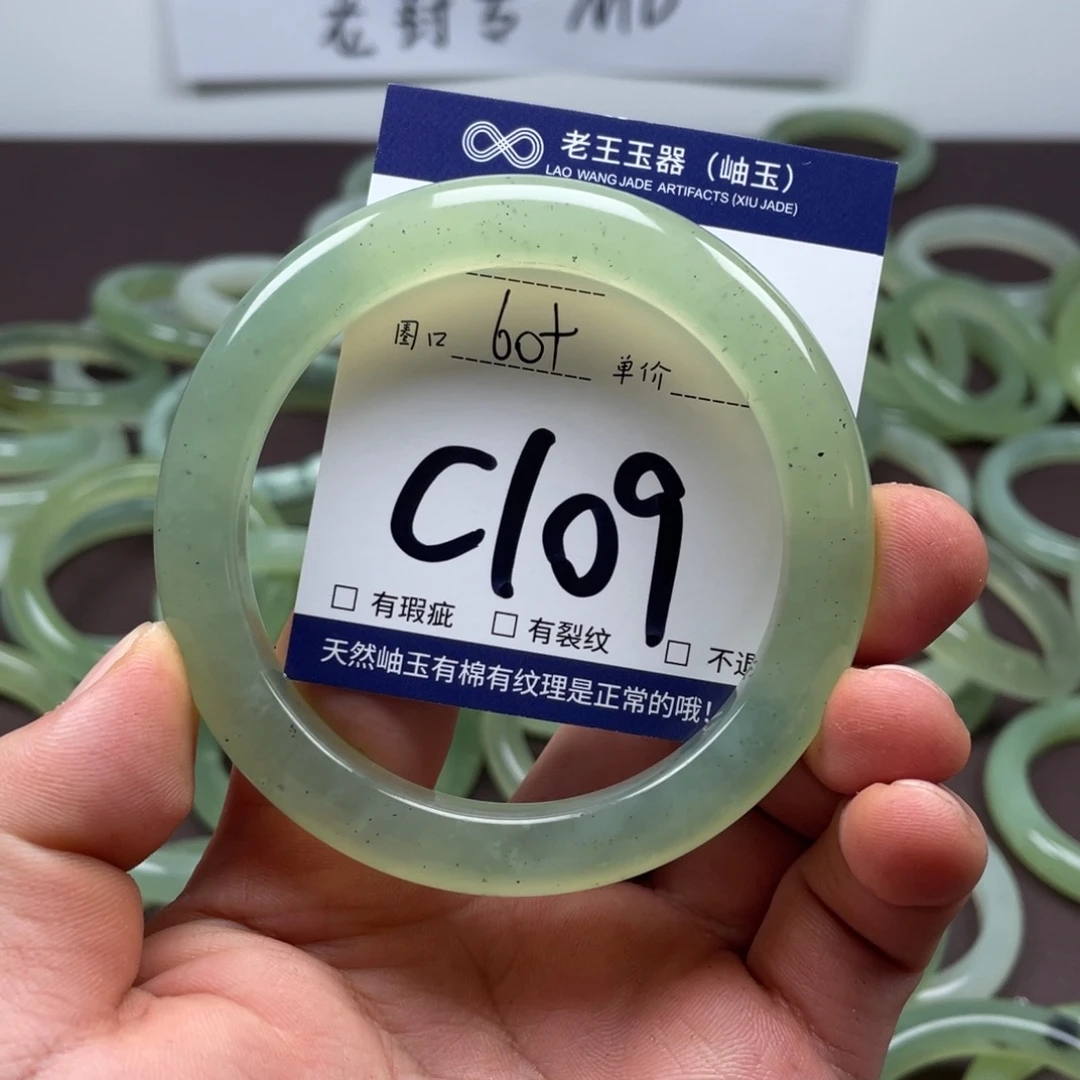 老王玉器（岫玉）
LAO WANG JADE ARTIFACTS (XIU JADE)
圈口 60+ 单价
C109
□ 有瑕疵 □ 有裂纹 □ 不退
天然岫玉有棉有纹理是正常的哦!